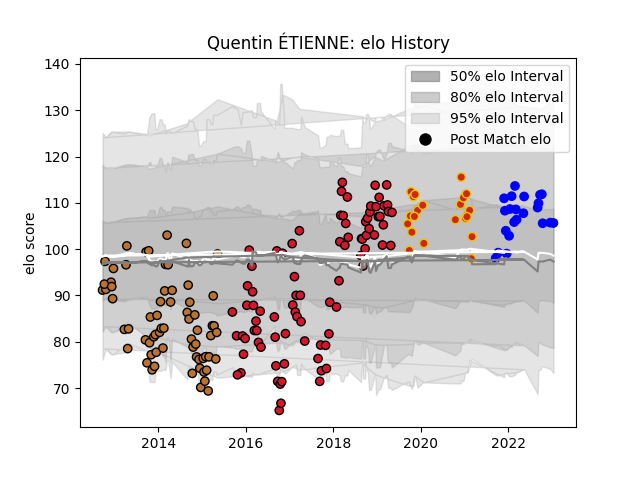 Quentin ÉTIENNE: elo History
140
130
120
110
100
90
80
70
elo score
50% elo Interval
80% elo Interval
95% elo Interval
Post Match elo
2014
2016
2018
2020
2022